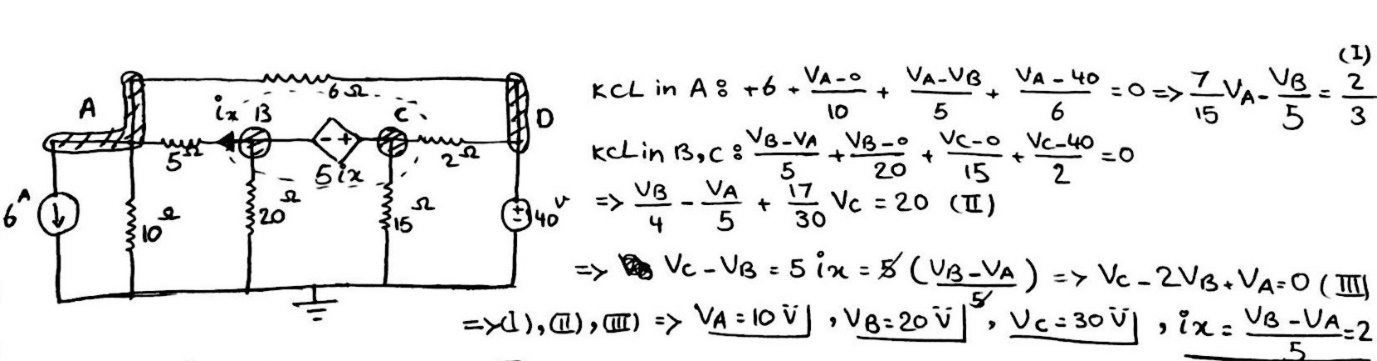 6Ω
A
ix B
C
D
5Ω
5ix
2Ω
6A
10Ω
20Ω
15Ω
40v
KCL in A: +6 + (VA-0)/10 + (VA-VB)/5 + (VA-40)/6 = 0 => 7/15 VA - VB/5 = 2/3 (I)
KCL in B,C: (VB-VA)/5 + (VB-0)/20 + (VC-0)/15 + (VC-40)/2 = 0
=> VB/4 - VA/5 + 17/30 VC = 20 (II)
=> VC - VB = 5ix = 5((VB-VA)/5) => VC - 2VB + VA = 0 (III)
=> (I), (II), (III) => VA = 10 V, VB = 20 V, VC = 30 V, ix = (VB-VA)/5 = 2